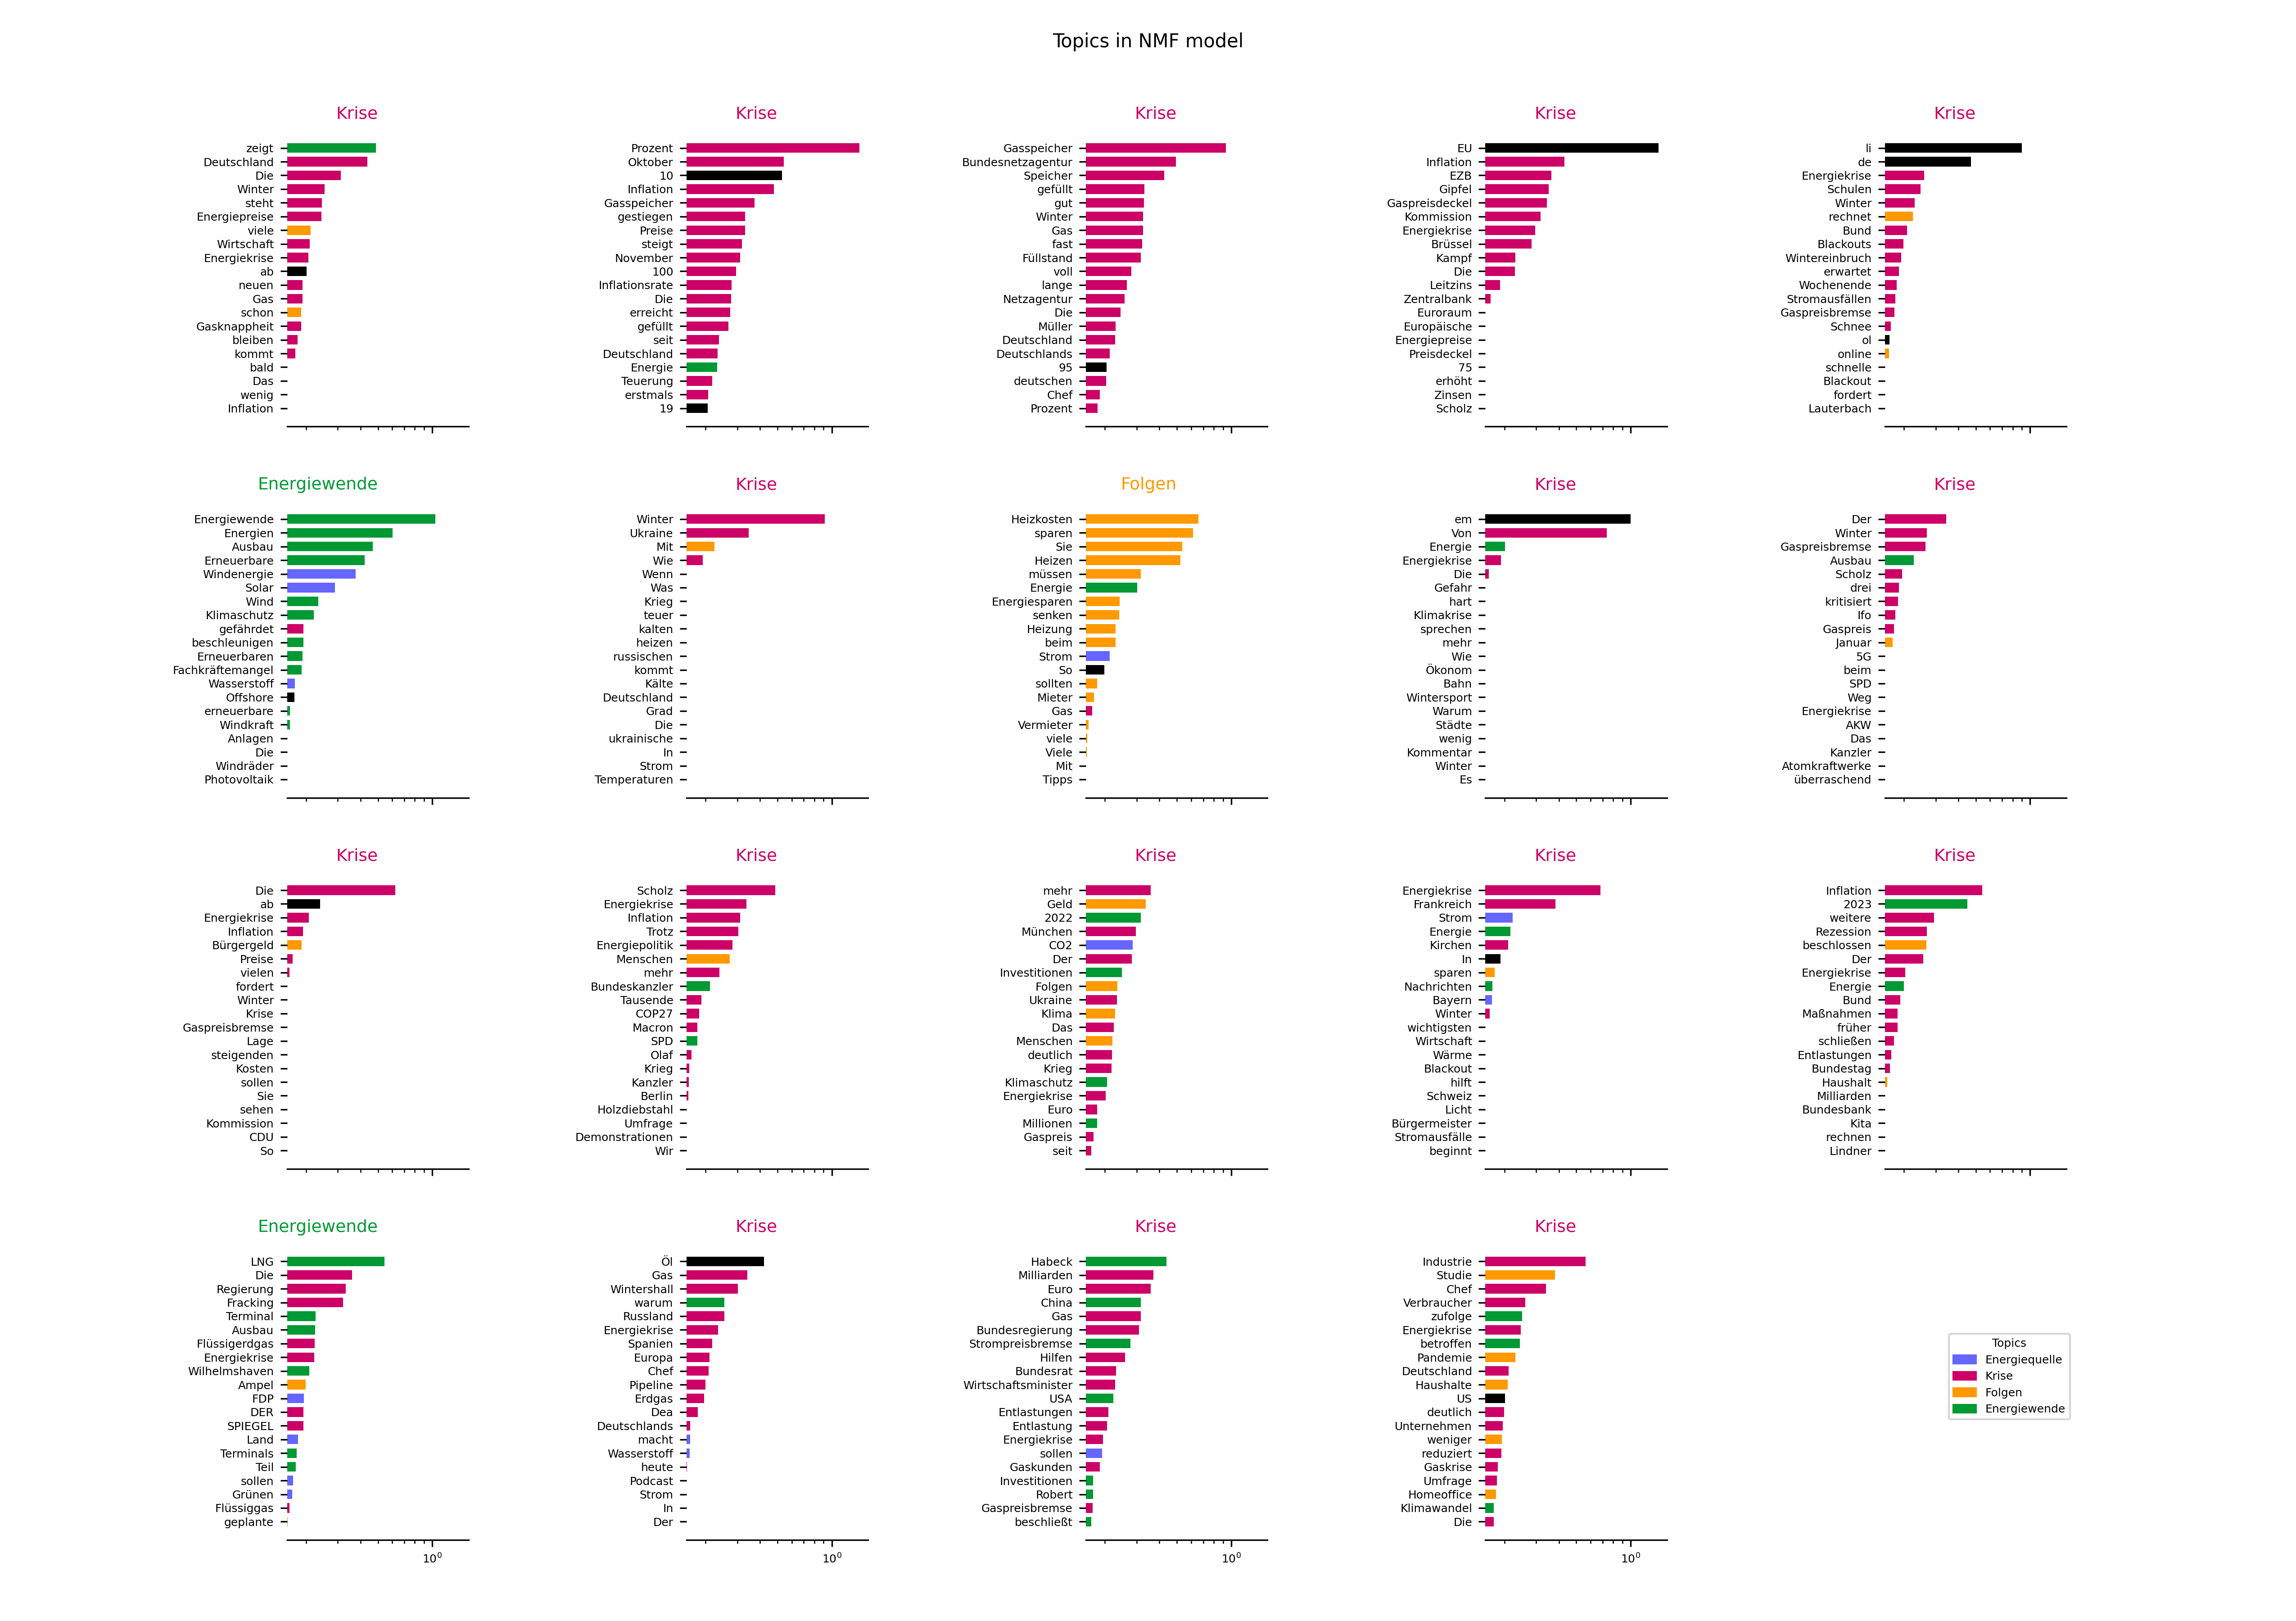 Topics in NMF model
Krise
zeigt
Deutschland
Die
Winter
steht
Energiepreise
viele
Wirtschaft
Energiekrise
ab
neuen
Gas
schon
Gasknappheit
bleiben
kommt
bald
Das
wenig
Inflation
Krise
Prozent
Oktober
10
Inflation
Gasspeicher
gestiegen
Preise
steigt
November
100
Inflationsrate
Die
erreicht
gefüllt
seit
Deutschland
Energie
Teuerung
erstmals
19
Krise
Gasspeicher
Bundesnetzagentur
Speicher
gefüllt
gut
Winter
Gas
fast
Füllstand
voll
lange
Netzagentur
Die
Müller
Deutschland
Deutschlands
95
deutschen
Chef
Prozent
Krise
EU
Inflation
EZB
Gipfel
Gaspreisdeckel
Kommission
Energiekrise
Brüssel
Kampf
Die
Leitzins
Zentralbank
Euroraum
Europäische
Energiepreise
Preisdeckel
75
erhöht
Zinsen
Scholz
Krise
li
de
Energiekrise
Schulen
Winter
rechnet
Bund
Blackouts
Wintereinbruch
erwartet
Wochenende
Stromausfällen
Gaspreisbremse
Schnee
ol
online
schnelle
Blackout
fordert
Lauterbach
Energiewende
Energiewende
Energien
Ausbau
Erneuerbare
Windenergie
Solar
Wind
Klimaschutz
gefährdet
beschleunigen
Erneuerbaren
Fachkräftemangel
Wasserstoff
Offshore
erneuerbare
Windkraft
Anlagen
Die
Windräder
Photovoltaik
Krise
Winter
Ukraine
Mit
Wie
Wenn
Was
Krieg
teuer
kalten
heizen
russischen
kommt
Kälte
Deutschland
Grad
Die
ukrainische
In
Strom
Temperaturen
Folgen
Heizkosten
sparen
Sie
Heizen
müssen
Energie
Energiesparen
senken
Heizung
beim
Strom
So
sollten
Mieter
Gas
Vermieter
viele
Viele
Mit
Tipps
Krise
em
Von
Energie
Energiekrise
Die
Gefahr
hart
Klimakrise
sprechen
mehr
Wie
Ökonom
Bahn
Wintersport
Warum
Städte
wenig
Kommentar
Winter
Es
Krise
Der
Winter
Gaspreisbremse
Ausbau
Scholz
drei
kritisiert
Ifo
Gaspreis
Januar
5G
beim
SPD
Weg
Energiekrise
AKW
Das
Kanzler
Atomkraftwerke
überraschend
Krise
Die
ab
Energiekrise
Inflation
Bürgergeld
Preise
vielen
fordert
Winter
Krise
Gaspreisbremse
Lage
steigenden
Kosten
sollen
Sie
sehen
Kommission
CDU
So
Krise
Scholz
Energiekrise
Inflation
Trotz
Energiepolitik
Menschen
mehr
Bundeskanzler
Tausende
COP27
Macron
SPD
Olaf
Krieg
Kanzler
Berlin
Holzdiebstahl
Umfrage
Demonstrationen
Wir
Krise
mehr
Geld
2022
München
CO2
Der
Investitionen
Folgen
Ukraine
Klima
Das
Menschen
deutlich
Krieg
Klimaschutz
Energiekrise
Euro
Millionen
Gaspreis
seit
Krise
Energiekrise
Frankreich
Strom
Energie
Kirchen
In
sparen
Nachrichten
Bayern
Winter
wichtigsten
Wirtschaft
Wärme
Blackout
hilft
Schweiz
Licht
Bürgermeister
Stromausfälle
beginnt
Krise
Inflation
2023
weitere
Rezession
beschlossen
Der
Energiekrise
Energie
Bund
Maßnahmen
früher
schließen
Entlastungen
Bundestag
Haushalt
Milliarden
Bundesbank
Kita
rechnen
Lindner
Energiewende
LNG
Die
Regierung
Fracking
Terminal
Ausbau
Flüssigerdgas
Energiekrise
Wilhelmshaven
Ampel
FDP
DER
SPIEGEL
Land
Terminals
Teil
sollen
Grünen
Flüssiggas
geplante
10⁰
Krise
Öl
Gas
Wintershall
warum
Russland
Energiekrise
Spanien
Europa
Chef
Pipeline
Erdgas
Dea
Deutschlands
macht
Wasserstoff
heute
Podcast
Strom
In
Der
10⁰
Krise
Habeck
Milliarden
Euro
China
Gas
Bundesregierung
Strompreisbremse
Hilfen
Bundesrat
Wirtschaftsminister
USA
Entlastungen
Entlastung
Energiekrise
sollen
Gaskunden
Investitionen
Robert
Gaspreisbremse
beschließt
10⁰
Krise
Industrie
Studie
Chef
Verbraucher
zufolge
Energiekrise
betroffen
Pandemie
Deutschland
Haushalte
US
deutlich
Unternehmen
weniger
reduziert
Gaskrise
Umfrage
Homeoffice
Klimawandel
Die
10⁰
Topics
Energiequelle
Krise
Folgen
Energiewende